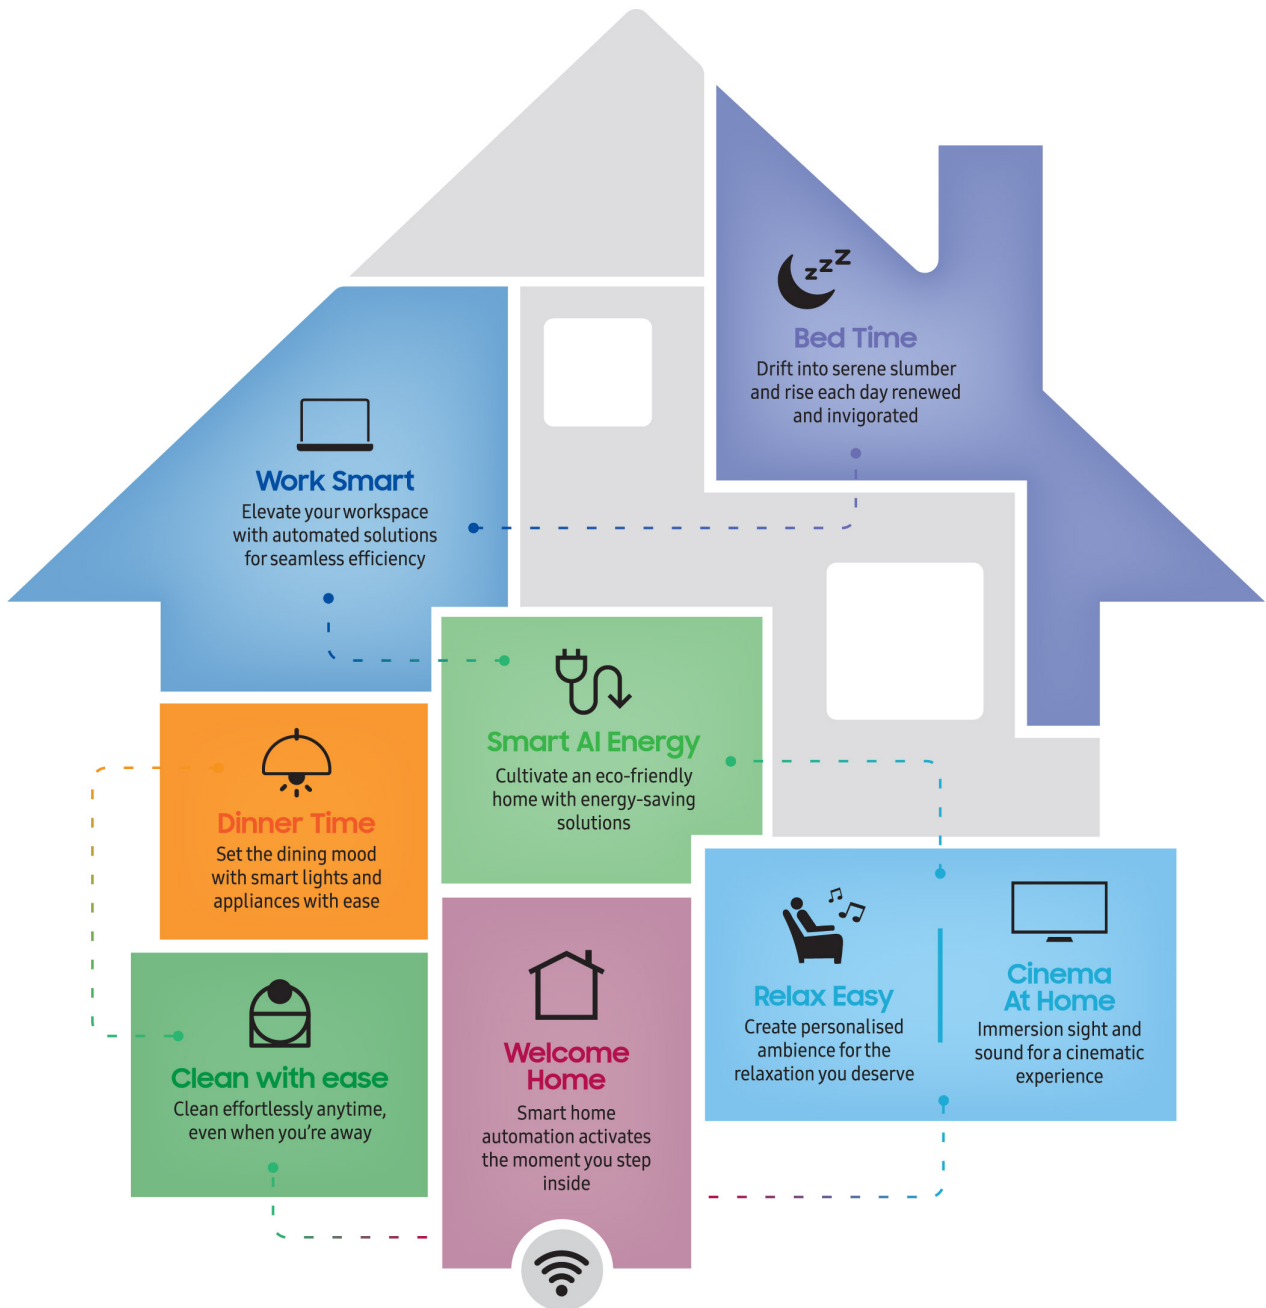 zzz
Bed Time
Drift into serene slumber
and rise each day renewed
and invigorated
Work Smart
Elevate your workspace
with automated solutions
for seamless efficiency
Smart AI Energy
Cultivate an eco-friendly
home with energy-saving
solutions
Dinner Time
Set the dining mood
with smart lights and
appliances with ease
Relax Easy
Create personalised
ambience for the
relaxation you deserve
Cinema
At Home
Immersion sight and
sound for a cinematic
experience
Clean with ease
Clean effortlessly anytime,
even when you’re away
Welcome
Home
Smart home
automation activates
the moment you step
inside